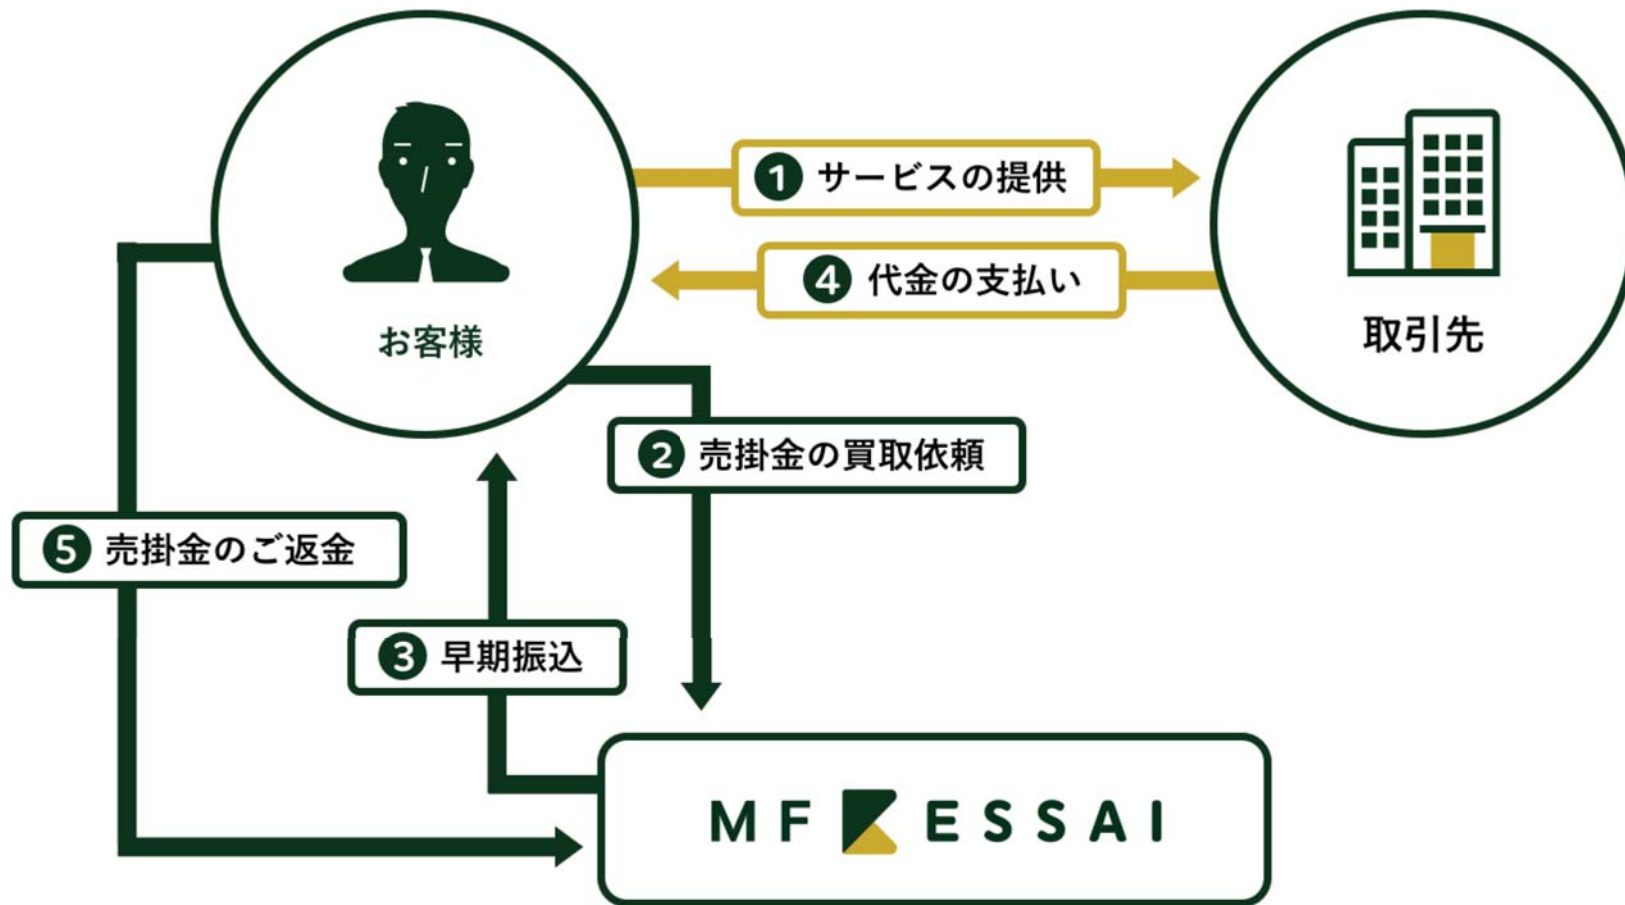 ① サービスの提供
④ 代金の支払い
お客様
取引先
② 売掛金の買取依頼
⑤ 売掛金のご返金
③ 早期振込
MF KESSAI